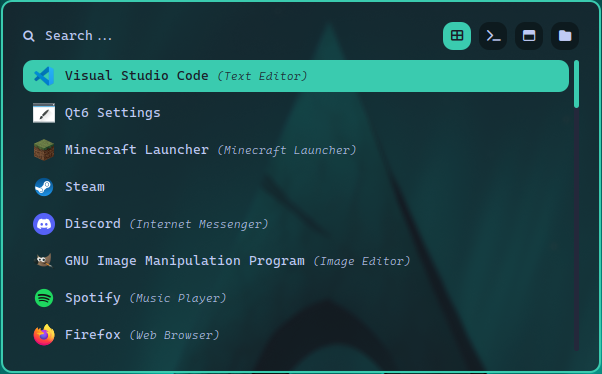 Search ...
Visual Studio Code (Text Editor)
Qt6 Settings
Minecraft Launcher (Minecraft Launcher)
Steam
Discord (Internet Messenger)
GNU Image Manipulation Program (Image Editor)
Spotify (Music Player)
Firefox (Web Browser)